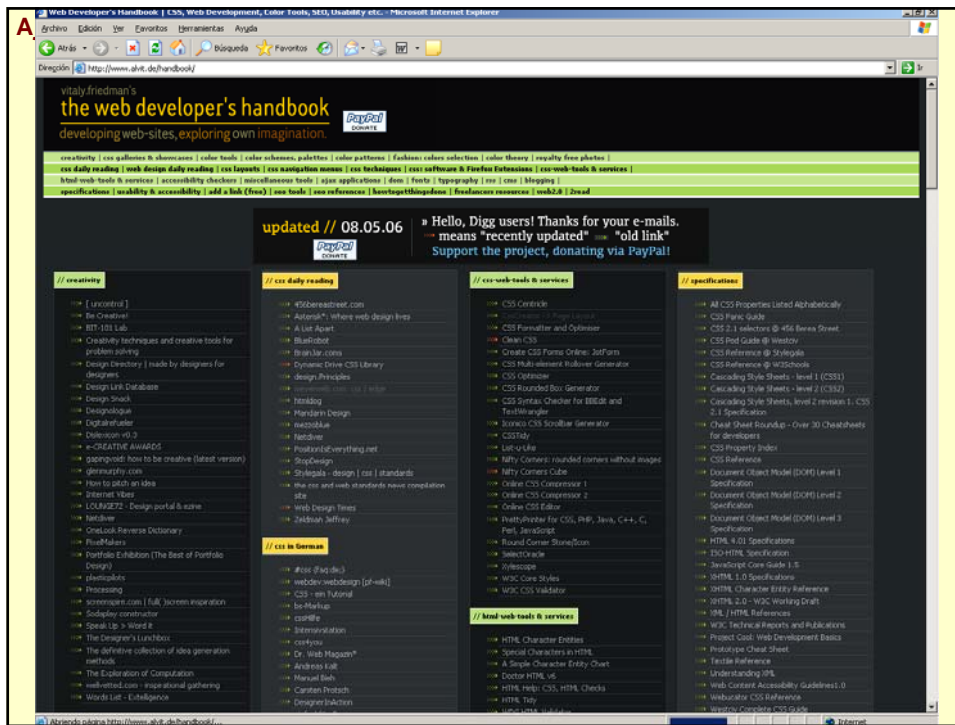 A
Web Developer's Handbook | CSS, Web Development, Color Tools, SEO, Usability etc. - Microsoft Internet Explorer
Archivo Edición Ver Favoritos Herramientas Ayuda
Atrás Búsqueda Favoritos
Dirección http://www.alvit.de/handbook/ Ir
vitaly.friedman's
the web developer's handbook
developing web-sites, exploring own imagination.
PayPal
DONATE
creativity | css galleries & showcases | color tools | color schemes, palettes | color patterns | fashion: colors selection | color theory | royalty free photos |
css daily reading | web design daily reading | css layouts | css navigation menus | css techniques | css: software & Firefox Extensions | css-web-tools & services |
html-web-tools & services | accessibility checkers | miscellaneous tools | ajax applications | dom | fonts | typography | rss | cms | blogging |
specifications | usability & accessibility | add a link (free) | seo tools | seo references | howtogetthingsdone | freelancers resources | web2.0 | 2read
updated // 08.05.06
PayPal
DONATE
» Hello, Digg users! Thanks for your e-mails.
means "recently updated" "old link"
Support the project, donating via PayPal!
// creativity
[ uncontrol ]
Be Creative!
BIT-101 Lab
Creativity techniques and creative tools for
problem solving
Design Directory | made by designers for
designers
Design Link Database
Design Snack
Designologue
Digitalrefueler
Dislexicon v0.3
e-CREATIVE AWARDS
gapingvoid: how to be creative (latest version)
glenmurphy.com
How to pitch an idea
Internet Vibes
LOUNGE72 - Design portal & ezine
Netdiver
OneLook Reverse Dictionary
PixelMakers
Portfolio Exhibition (The Best of Portfolio
Design)
plasticpilots
Processing
screenspire.com | full( )screen inspiration
Sodaplay constructor
Speak Up > Word It
The Designer's Lunchbox
The definitive collection of idea generation
methods
The Exploration of Computation
wellvetted.com - inspirational gathering
Words List - Extelligence
// css daily reading
456bereastreet.com
Asterisk*: Where web design lives
A List Apart
BlueRobot
BrainJar.coms
Dynamic Drive CSS Library
design.Principles
htmldog
Mandarin Design
mezzoblue
Netdiver
PositionIsEverything.net
StopDesign
Stylegala - design | css | standards
the css and web standards news compilation
site
Web Design Times
Zeldman Jeffrey
// css in German
#css (faq:dec)
webdev:webdesign [pf-wiki]
CSS - ein Tutorial
bs-Markup
cssHilfe
Intensivstation
css4you
Dr. Web Magazin*
Andreas Kalt
Manuel Bieh
Carsten Protsch
DesignerInAction
// css-web-tools & services
CSS Centricle
CSS Formatter and Optimiser
Clean CSS
Create CSS Forms Online: JotForm
CSS Multi-element Rollover Generator
CSS Optimizer
CSS Rounded Box Generator
CSS Syntax Checker for BBEdit and
TextWrangler
Iconico CSS Scrollbar Generator
CSSTidy
List-u-Like
Nifty Corners: rounded corners without images
Nifty Corners Cube
Online CSS Compressor 1
Online CSS Compressor 2
Online CSS Editor
PrettyPrinter for CSS, PHP, Java, C++, C,
Perl, JavaScript
Round Corner Stone/Icon
SelectOracle
Xylescope
W3C Core Styles
W3C CSS Validator
// html-web-tools & services
HTML Character Entities
Special Characters in HTML
A Simple Character Entity Chart
Doctor HTML v6
HTML Help: CSS, HTML Checks
HTML Tidy
WDG HTML Validator
// specifications
All CSS Properties Listed Alphabetically
CSS Panic Guide
CSS 2.1 selectors @ 456 Berea Street
CSS Pod Guide @ Westciv
CSS Reference @ Stylegala
CSS Reference @ W3Schools
Cascading Style Sheets - level 1 (CSS1)
Cascading Style Sheets - level 2 (CSS2)
Cascading Style Sheets, level 2 revision 1. CSS
2.1 Specification
Cheat Sheet Roundup - Over 30 Cheatsheets
for developers
CSS Property Index
CSS Reference
Document Object Model (DOM) Level 1
Specification
Document Object Model (DOM) Level 2
Specification
Document Object Model (DOM) Level 3
Specification
HTML 4.01 Specifications
ISO-HTML Specification
JavaScript Core Guide 1.5
XHTML 1.0 Specifications
XHTML Character Entity Reference
XHTML 2.0 - W3C Working Draft
XML / HTML References
W3C Technical Reports and Publications
Project Cool: Web Development Basics
Prototype Cheat Sheet
Textile Reference
Understanding XML
Web Content Accessibility Guidelines1.0
Webucator CSS Reference
Westciv Complete CSS Guide
Abriendo página http://www.alvit.de/handbook/...
Internet